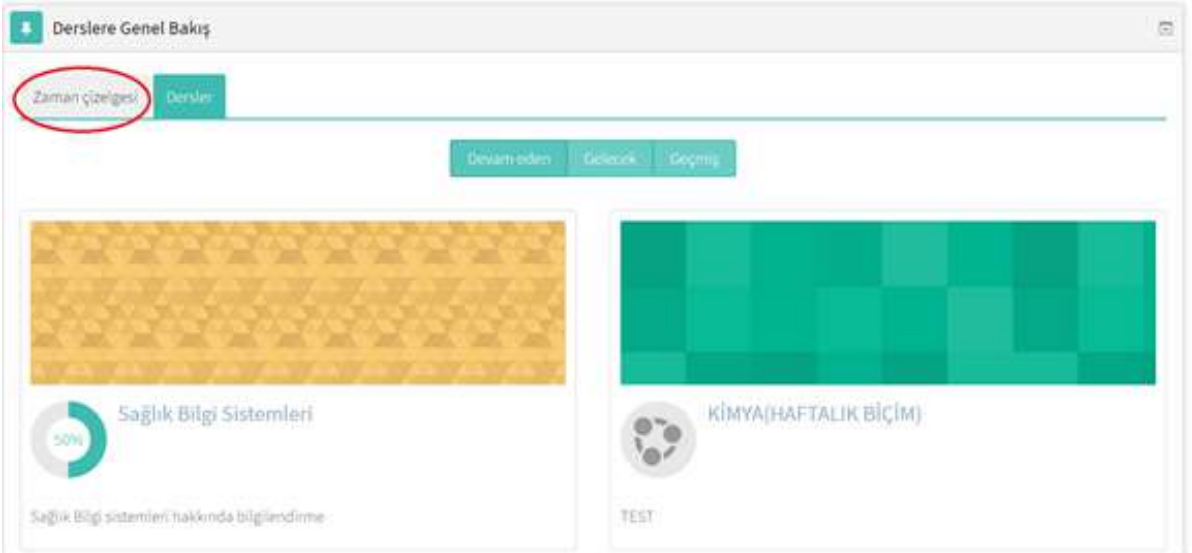 Derslere Genel Bakış
Zaman çizelgesi Dersler
Devam eden Gelecek Geçmiş
Sağlık Bilgi Sistemleri
50%
Sağlık Bilgi sistemleri hakkında bilgilendirme
KİMYA(HAFTALIK BİÇİM)
TEST